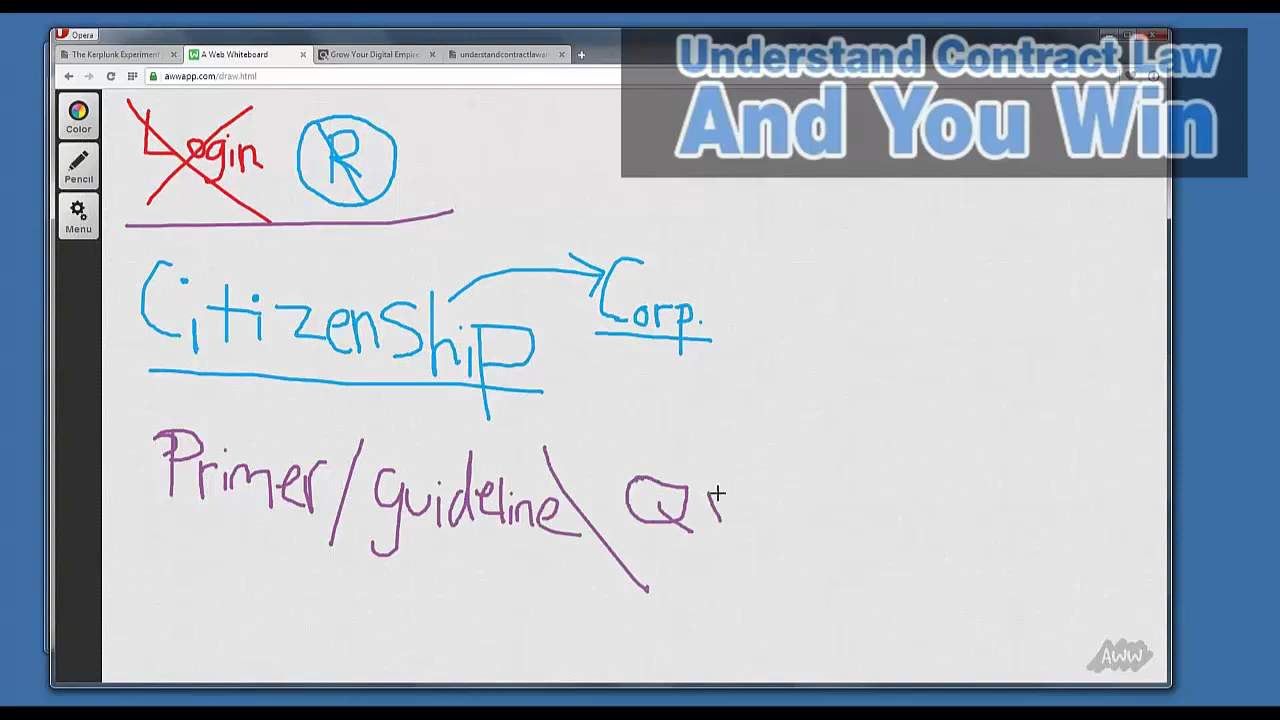 Opera
The Kerplunk Experiment
A Web Whiteboard
Grow Your Digital Empire
understandcontractlawan
awwapp.com/draw.html
Understand Contract Law
And You Win
Color
Pencil
Menu
Login R
Citizenship Corp.
Primer/guideline\ Q
AWW